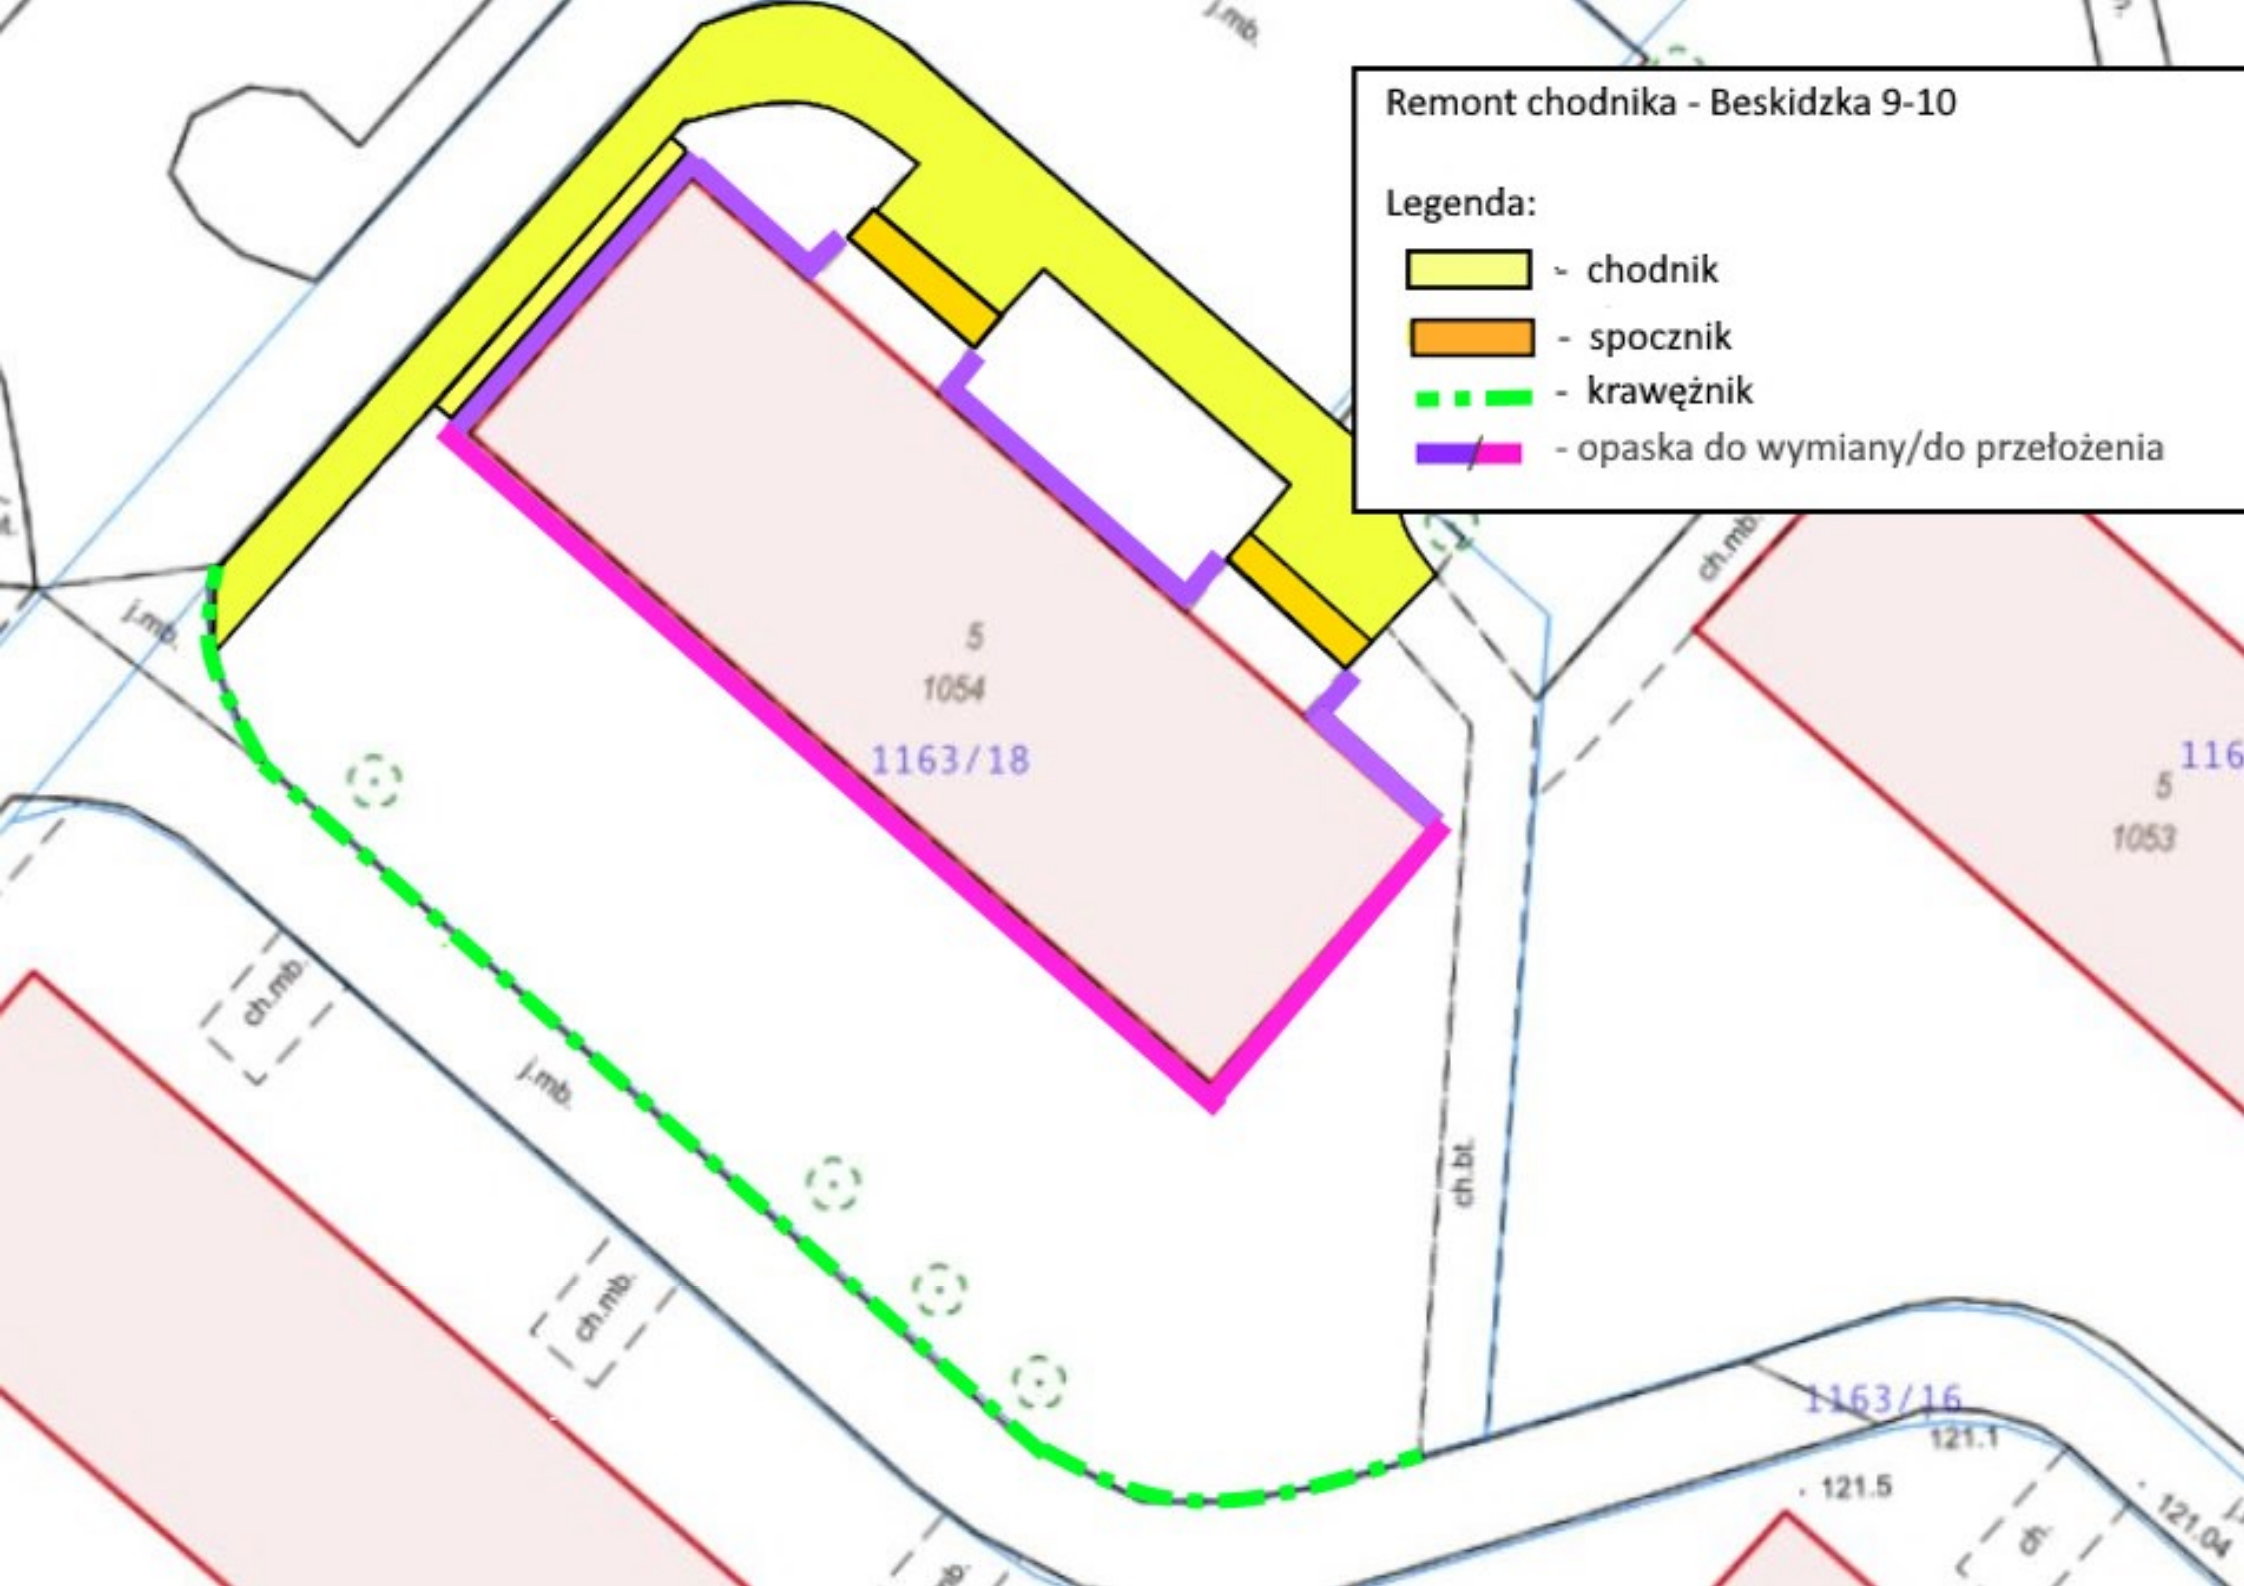 j.mb.
Remont chodnika - Beskidzka 9-10
Legenda:
- chodnik
- spocznik
- krawężnik
- opaska do wymiany/do przełożenia
ch.mb.
j.mb.
5
1054
1163/18
116
5
1053
ch.mb.
j.mb.
ch.bt.
ch.mb.
1163/16
121.1
121.5
121.04